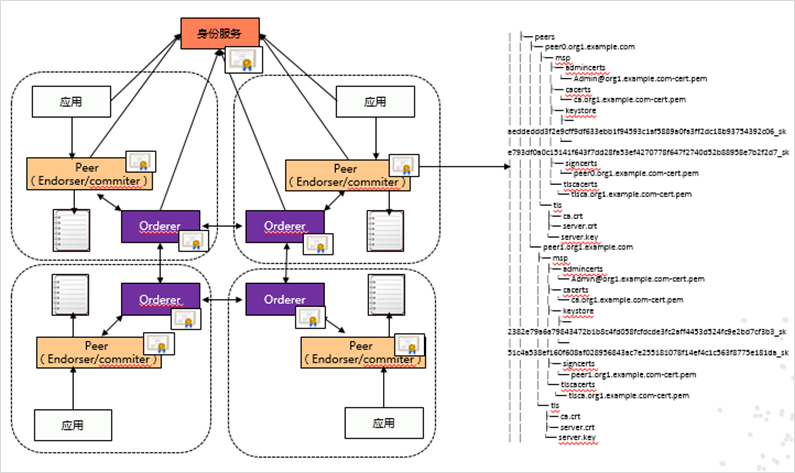 身份服务
应用
应用
Peer
(Endorser/commiter)
Peer
(Endorser/commiter)
Orderer
Orderer
Orderer
Orderer
Peer
(Endorser/commiter)
Peer
(Endorser/commiter)
应用
应用
peers
peer0.org1.example.com
msp
admincerts
Admin@org1.example.com-cert.pem
cacerts
ca.org1.example.com-cert.pem
keystore
aeddeddd3f2e9cff9df633ebb1f94593c1af5889a0fa3ff2dc18b93754392c06_sk
e793df0a0c15141f643f7dd28fa53ef4270778f647f2740d52b88958e7b2f2d7_sk
signcerts
peer0.org1.example.com-cert.pem
tlscacerts
tlsca.org1.example.com-cert.pem
tls
ca.crt
server.crt
server.key
peer1.org1.example.com
msp
admincerts
Admin@org1.example.com-cert.pem
cacerts
ca.org1.example.com-cert.pem
keystore
2382e79a6a79843472b1b8c4fd058fcfdcde3fc2aff4453d524fc9e2bd7cf3b3_sk
51c4a538ef160f608af028956843ac7e255181078f14ef4c1c563f8775e181da_sk
signcerts
peer1.org1.example.com-cert.pem
tlscacerts
tlsca.org1.example.com-cert.pem
tls
ca.crt
server.crt
server.key